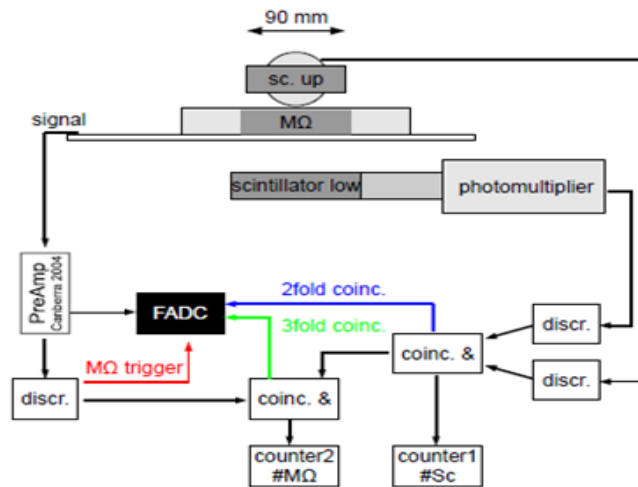 90 mm
sc. up
signal
MΩ
scintillator low
photomultiplier
PreAmp
Canberra 2004
FADC
2fold coinc.
3fold coinc.
discr.
coinc. &
MΩ trigger
discr.
discr.
coinc. &
counter2
#MΩ
counter1
#Sc